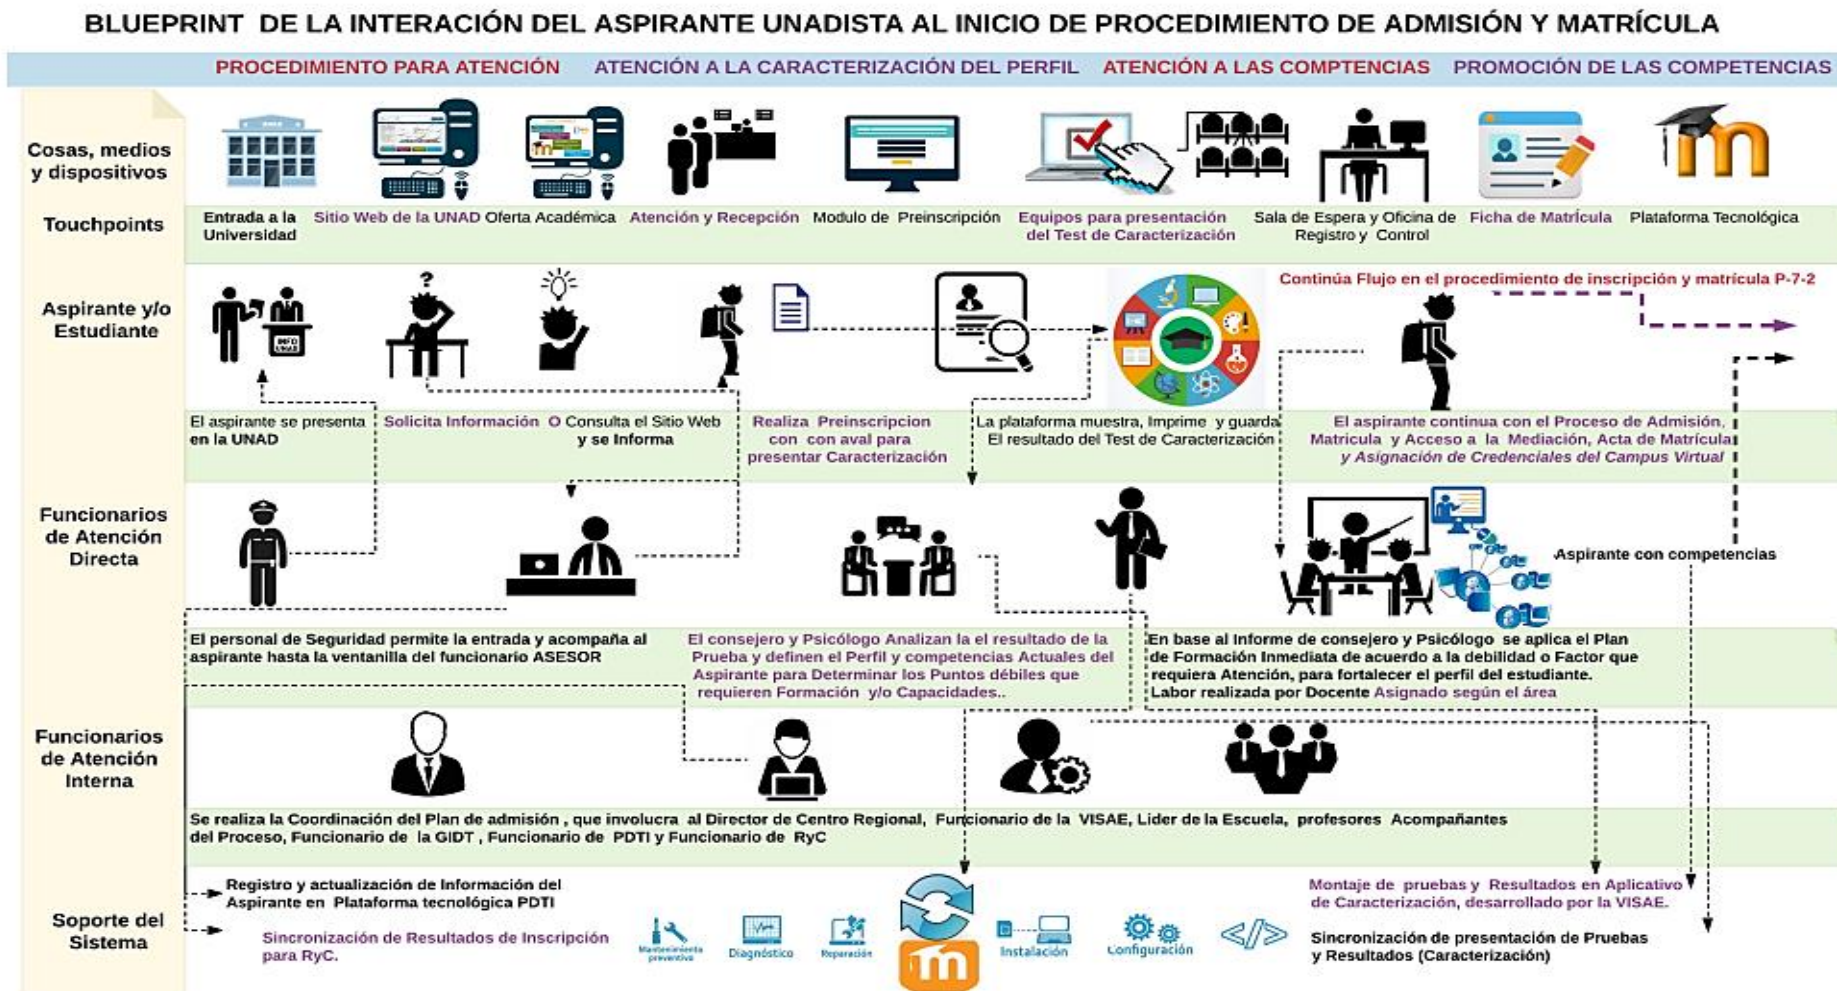 BLUEPRINT DE LA INTERACIÓN DEL ASPIRANTE UNADISTA AL INICIO DE PROCEDIMIENTO DE ADMISIÓN Y MATRÍCULA
PROCEDIMIENTO PARA ATENCIÓN ATENCIÓN A LA CARACTERIZACIÓN DEL PERFIL ATENCIÓN A LAS COMPTENCIAS PROMOCIÓN DE LAS COMPETENCIAS
Cosas, medios
y dispositivos
Touchpoints
Entrada a la
Universidad
Sitio Web de la UNAD
Oferta Académica
Atención y Recepción
Modulo de Preinscripción
Equipos para presentación
del Test de Caracterización
Sala de Espera y Oficina de
Registro y Control
Ficha de MatrÍcula
Plataforma Tecnológica
Aspirante y/o
Estudiante
INFO
UNAD
?
Continúa Flujo en el procedimiento de inscripción y matrícula P-7-2
El aspirante se presenta
en la UNAD
Solicita Información O Consulta el Sitio Web
y se Informa
Realiza Preinscripcion
con con aval para
presentar Caracterización
La plataforma muestra, Imprime y guarda
El resultado del Test de Caracterización
El aspirante continua con el Proceso de Admisión,
Matricula y Acceso a la Mediación, Acta de Matrícula
y Asignación de Credenciales del Campus Virtual
Funcionarios
de Atención
Directa
Aspirante con competencias
El personal de Seguridad permite la entrada y acompaña al
aspirante hasta la ventanilla del funcionario ASESOR
El consejero y Psicólogo Analizan la el resultado de la
Prueba y definen el Perfil y competencias Actuales del
Aspirante para Determinar los Puntos débiles que
requieren Formación y/o Capacidades..
En base al Informe de consejero y Psicólogo se aplica el Plan
de Formación Inmediata de acuerdo a la debilidad o Factor que
requiera Atención, para fortalecer el perfil del estudiante.
Labor realizada por Docente Asignado según el área
Funcionarios
de Atención
Interna
Se realiza la Coordinación del Plan de admisión , que involucra al Director de Centro Regional, Funcionario de la VISAE, Lider de la Escuela, profesores Acompañantes
del Proceso, Funcionario de la GIDT , Funcionario de PDTI y Funcionario de RyC
Soporte del
Sistema
Registro y actualización de Información del
Aspirante en Plataforma tecnológica PDTI
Sincronización de Resultados de Inscripción
para RyC.
Mantenimiento
preventivo
Diagnóstico
Reparación
m
Instalación
Configuración
</>
Montaje de pruebas y Resultados en Aplicativo
de Caracterización, desarrollado por la VISAE.
Sincronización de presentación de Pruebas
y Resultados (Caracterización)